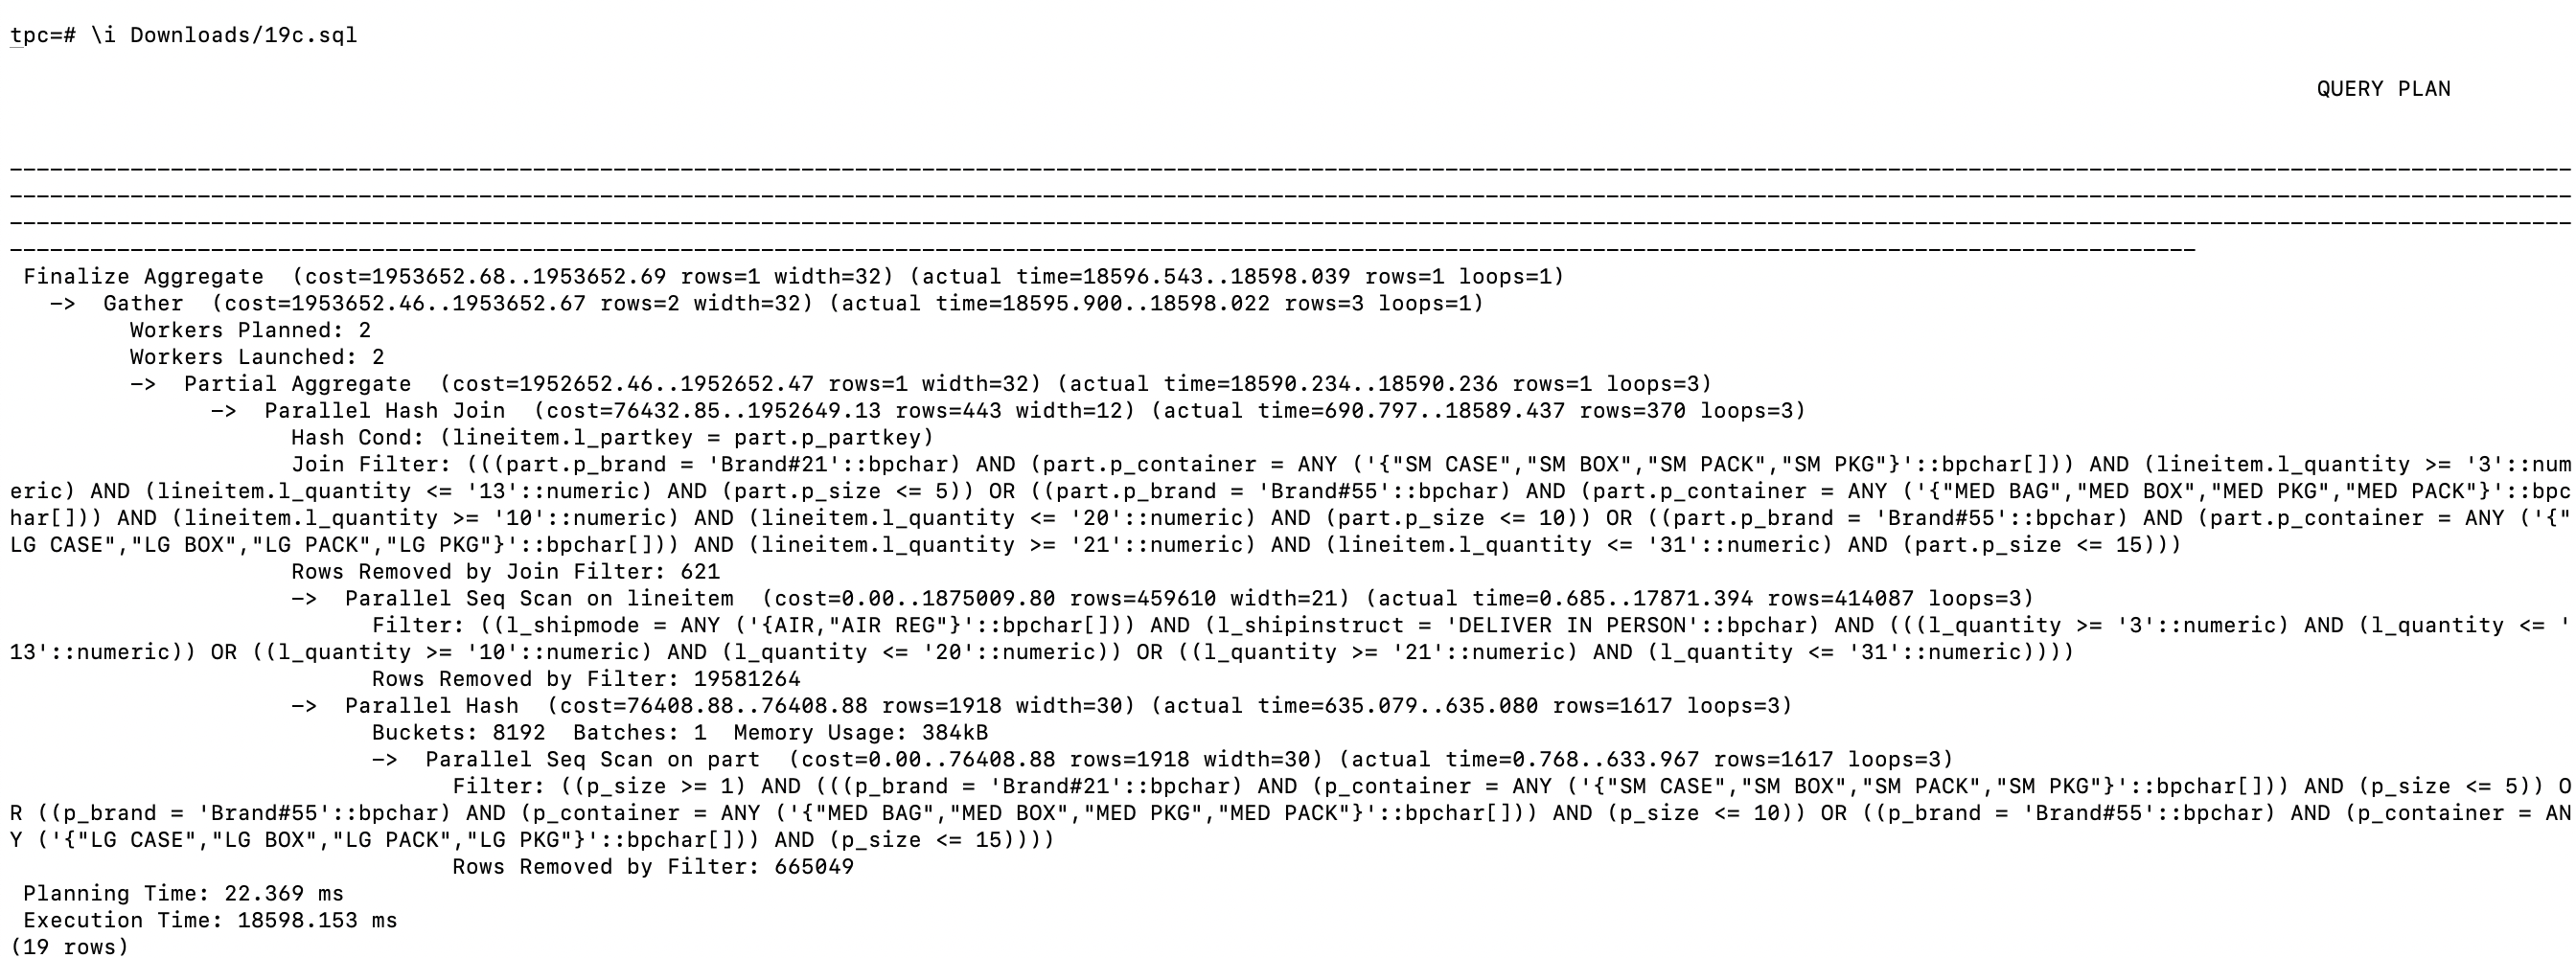 tpc=# \i Downloads/19c.sql
QUERY PLAN
----------------------------------------------------------------------------------------------------------------------------------------------------------------------------------------------
----------------------------------------------------------------------------------------------------------------------------------------------------------------------------------------------
----------------------------------------------------------------------------------------------------------------------------------------------------------------------------------------------
------------------------------------------------------------------------------------------------------------------------------------------------------------------
Finalize Aggregate  (cost=1953652.68..1953652.69 rows=1 width=32) (actual time=18596.543..18598.039 rows=1 loops=1)
  ->  Gather  (cost=1953652.46..1953652.67 rows=2 width=32) (actual time=18595.900..18598.022 rows=3 loops=1)
        Workers Planned: 2
        Workers Launched: 2
        ->  Partial Aggregate  (cost=1952652.46..1952652.47 rows=1 width=32) (actual time=18590.234..18590.236 rows=1 loops=3)
              ->  Parallel Hash Join  (cost=76432.85..1952649.13 rows=443 width=12) (actual time=690.797..18589.437 rows=370 loops=3)
                    Hash Cond: (lineitem.l_partkey = part.p_partkey)
                    Join Filter: (((part.p_brand = 'Brand#21'::bpchar) AND (part.p_container = ANY ('{"SM CASE","SM BOX","SM PACK","SM PKG"}'::bpchar[])) AND (lineitem.l_quantity >= '3'::num
eric) AND (lineitem.l_quantity <= '13'::numeric) AND (part.p_size <= 5)) OR ((part.p_brand = 'Brand#55'::bpchar) AND (part.p_container = ANY ('{"MED BAG","MED BOX","MED PKG","MED PACK"}'::bpc
har[])) AND (lineitem.l_quantity >= '10'::numeric) AND (lineitem.l_quantity <= '20'::numeric) AND (part.p_size <= 10)) OR ((part.p_brand = 'Brand#55'::bpchar) AND (part.p_container = ANY ('{"
LG CASE","LG BOX","LG PACK","LG PKG"}'::bpchar[])) AND (lineitem.l_quantity >= '21'::numeric) AND (lineitem.l_quantity <= '31'::numeric) AND (part.p_size <= 15)))
                    Rows Removed by Join Filter: 621
                    ->  Parallel Seq Scan on lineitem  (cost=0.00..1875009.80 rows=459610 width=21) (actual time=0.685..17871.394 rows=414087 loops=3)
                          Filter: ((l_shipmode = ANY ('{AIR,"AIR REG"}'::bpchar[])) AND (l_shipinstruct = 'DELIVER IN PERSON'::bpchar) AND (((l_quantity >= '3'::numeric) AND (l_quantity <= '
13'::numeric)) OR ((l_quantity >= '10'::numeric) AND (l_quantity <= '20'::numeric)) OR ((l_quantity >= '21'::numeric) AND (l_quantity <= '31'::numeric))))
                          Rows Removed by Filter: 19581264
                    ->  Parallel Hash  (cost=76408.88..76408.88 rows=1918 width=30) (actual time=635.079..635.080 rows=1617 loops=3)
                          Buckets: 8192  Batches: 1  Memory Usage: 384kB
                          ->  Parallel Seq Scan on part  (cost=0.00..76408.88 rows=1918 width=30) (actual time=0.768..633.967 rows=1617 loops=3)
                                Filter: ((p_size >= 1) AND (((p_brand = 'Brand#21'::bpchar) AND (p_container = ANY ('{"SM CASE","SM BOX","SM PACK","SM PKG"}'::bpchar[])) AND (p_size <= 5)) O
R ((p_brand = 'Brand#55'::bpchar) AND (p_container = ANY ('{"MED BAG","MED BOX","MED PKG","MED PACK"}'::bpchar[])) AND (p_size <= 10)) OR ((p_brand = 'Brand#55'::bpchar) AND (p_container = AN
Y ('{"LG CASE","LG BOX","LG PACK","LG PKG"}'::bpchar[])) AND (p_size <= 15))))
                                Rows Removed by Filter: 665049
Planning Time: 22.369 ms
Execution Time: 18598.153 ms
(19 rows)